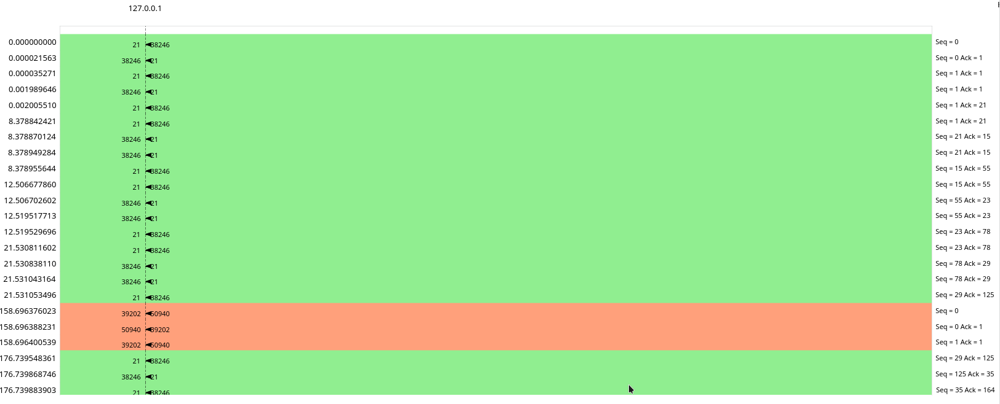 127.0.0.1
0.000000000 21 38246 Seq = 0
0.000021563 38246 21 Seq = 0 Ack = 1
0.000035271 21 38246 Seq = 1 Ack = 1
0.001989646 38246 21 Seq = 1 Ack = 1
0.002005510 21 38246 Seq = 1 Ack = 21
8.378842421 21 38246 Seq = 1 Ack = 21
8.378870124 38246 21 Seq = 21 Ack = 15
8.378949284 38246 21 Seq = 21 Ack = 15
8.378955644 21 38246 Seq = 15 Ack = 55
12.506677860 21 38246 Seq = 15 Ack = 55
12.506702602 38246 21 Seq = 55 Ack = 23
12.519517713 38246 21 Seq = 55 Ack = 23
12.519529696 21 38246 Seq = 23 Ack = 78
21.530811602 21 38246 Seq = 23 Ack = 78
21.530838110 38246 21 Seq = 78 Ack = 29
21.531043164 38246 21 Seq = 78 Ack = 29
21.531053496 21 38246 Seq = 29 Ack = 125
158.696376023 39202 50940 Seq = 0
158.696388231 50940 39202 Seq = 0 Ack = 1
158.696400539 39202 50940 Seq = 1 Ack = 1
176.739548361 21 38246 Seq = 29 Ack = 125
176.739868746 38246 21 Seq = 125 Ack = 35
176.739883903 21 38246 Seq = 35 Ack = 164